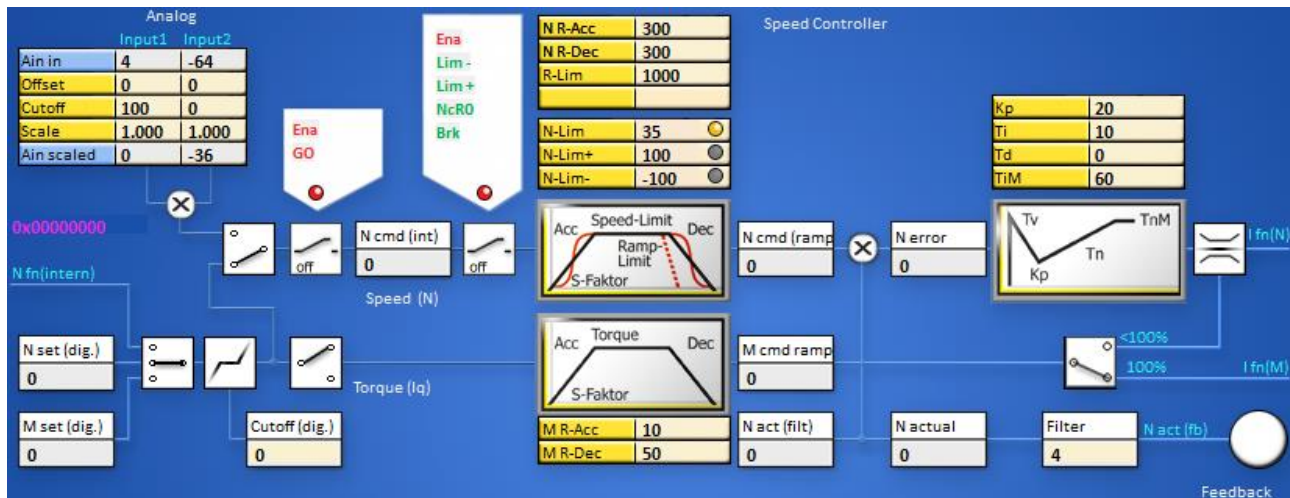 Analog
Input1 Input2
Ain in 4 -64
Offset 0 0
Cutoff 100 0
Scale 1.000 1.000
Ain scaled 0 -36
Ena
GO
Ena
Lim -
Lim +
NcR0
Brk
N R-Acc 300
N R-Dec 300
R-Lim 1000
N-Lim 35
N-Lim+ 100
N-Lim- -100
Speed Controller
Kp 20
Ti 10
Td 0
TiM 60
0x00000000
off
N cmd (int)
0
off
Speed (N)
Acc Speed-Limit Dec
Ramp-
Limit
S-Faktor
N cmd (ramp
0
N error
0
Tv TnM
Tn
Kp
I fn(N)
N fn(intern)
N set (dig.)
0
M set (dig.)
0
Cutoff (dig.)
0
Torque (Iq)
Acc Torque Dec
S-Faktor
M R-Acc 10
M R-Dec 50
M cmd ramp
0
<100%
100%
I fn(M)
N act (filt)
0
N actual
0
Filter
4
N act (fb)
Feedback